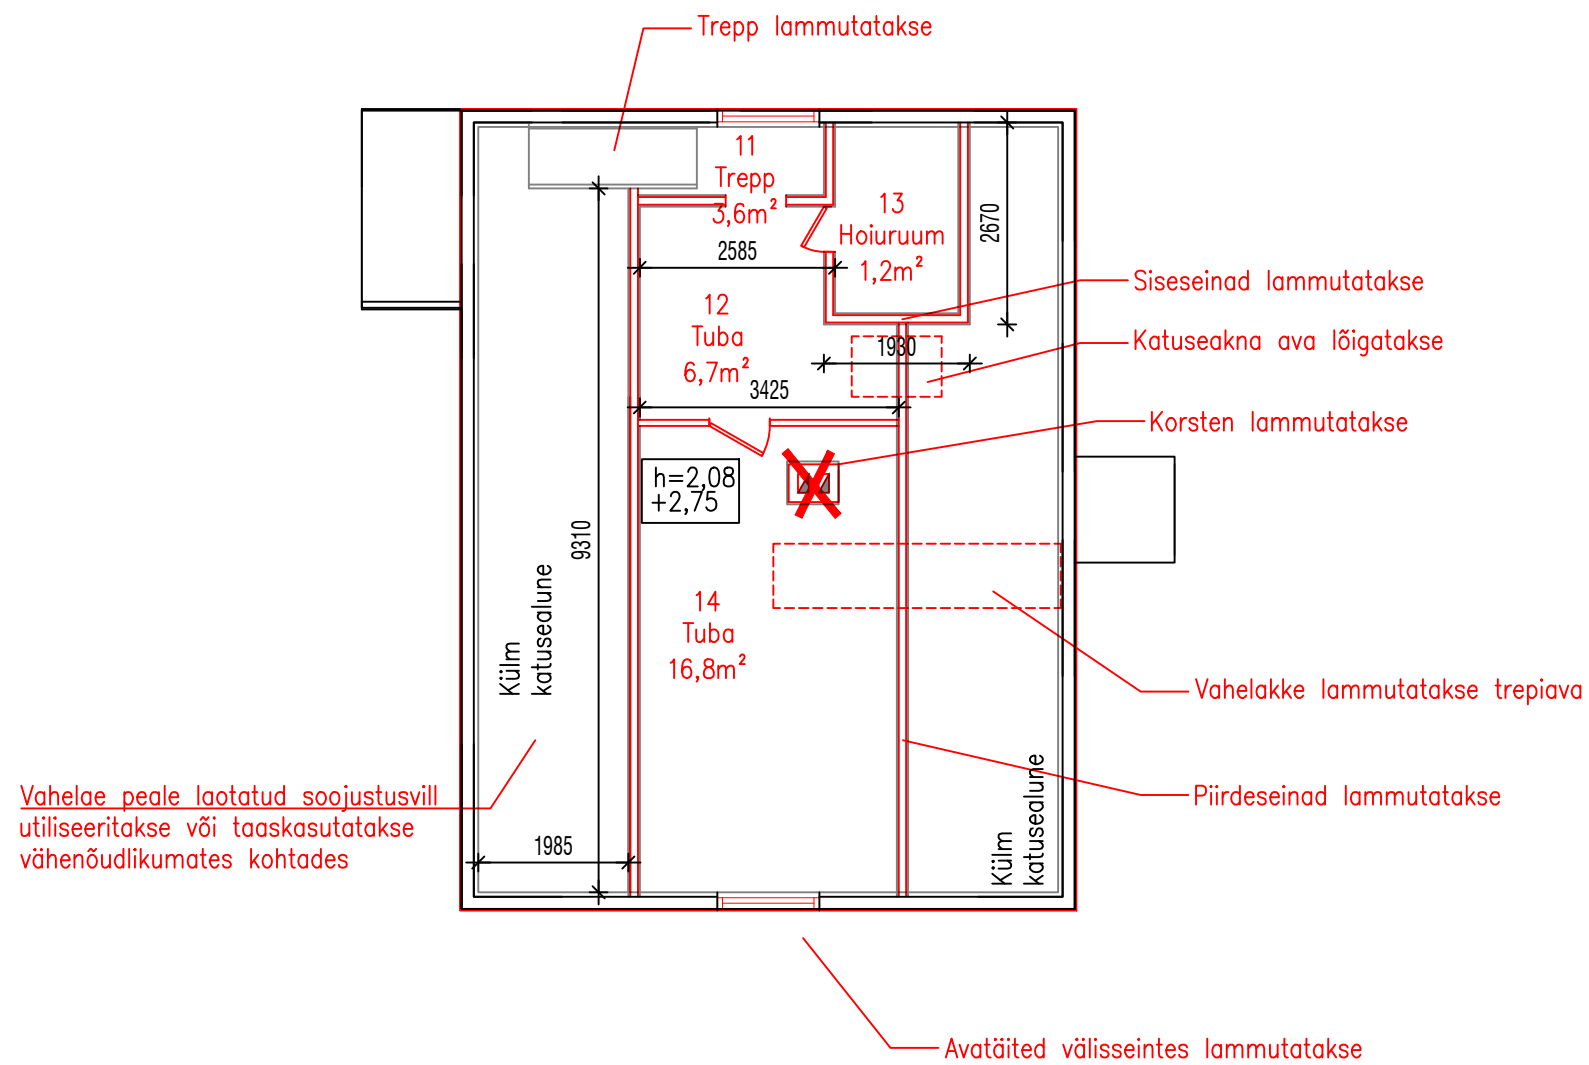 Trepp lammutatakse
11
Trepp
3,6m²
13
Hoiuruum
1,2m²
2670
2585
Siseseinad lammutatakse
12
Tuba
6,7m²
1930
Katuseakna ava lõigatakse
3425
Korsten lammutatakse
h=2,08
+2,75
9310
Külm
katusealune
14
Tuba
16,8m²
Vahelakke lammutatakse trepiava
Piirdeseinad lammutatakse
Külm
katusealune
Vahelae peale laotatud soojustusvill
utiliseeritakse või taaskasutatakse
vähenõudlikumates kohtades
1985
Avatäited välisseintes lammutatakse